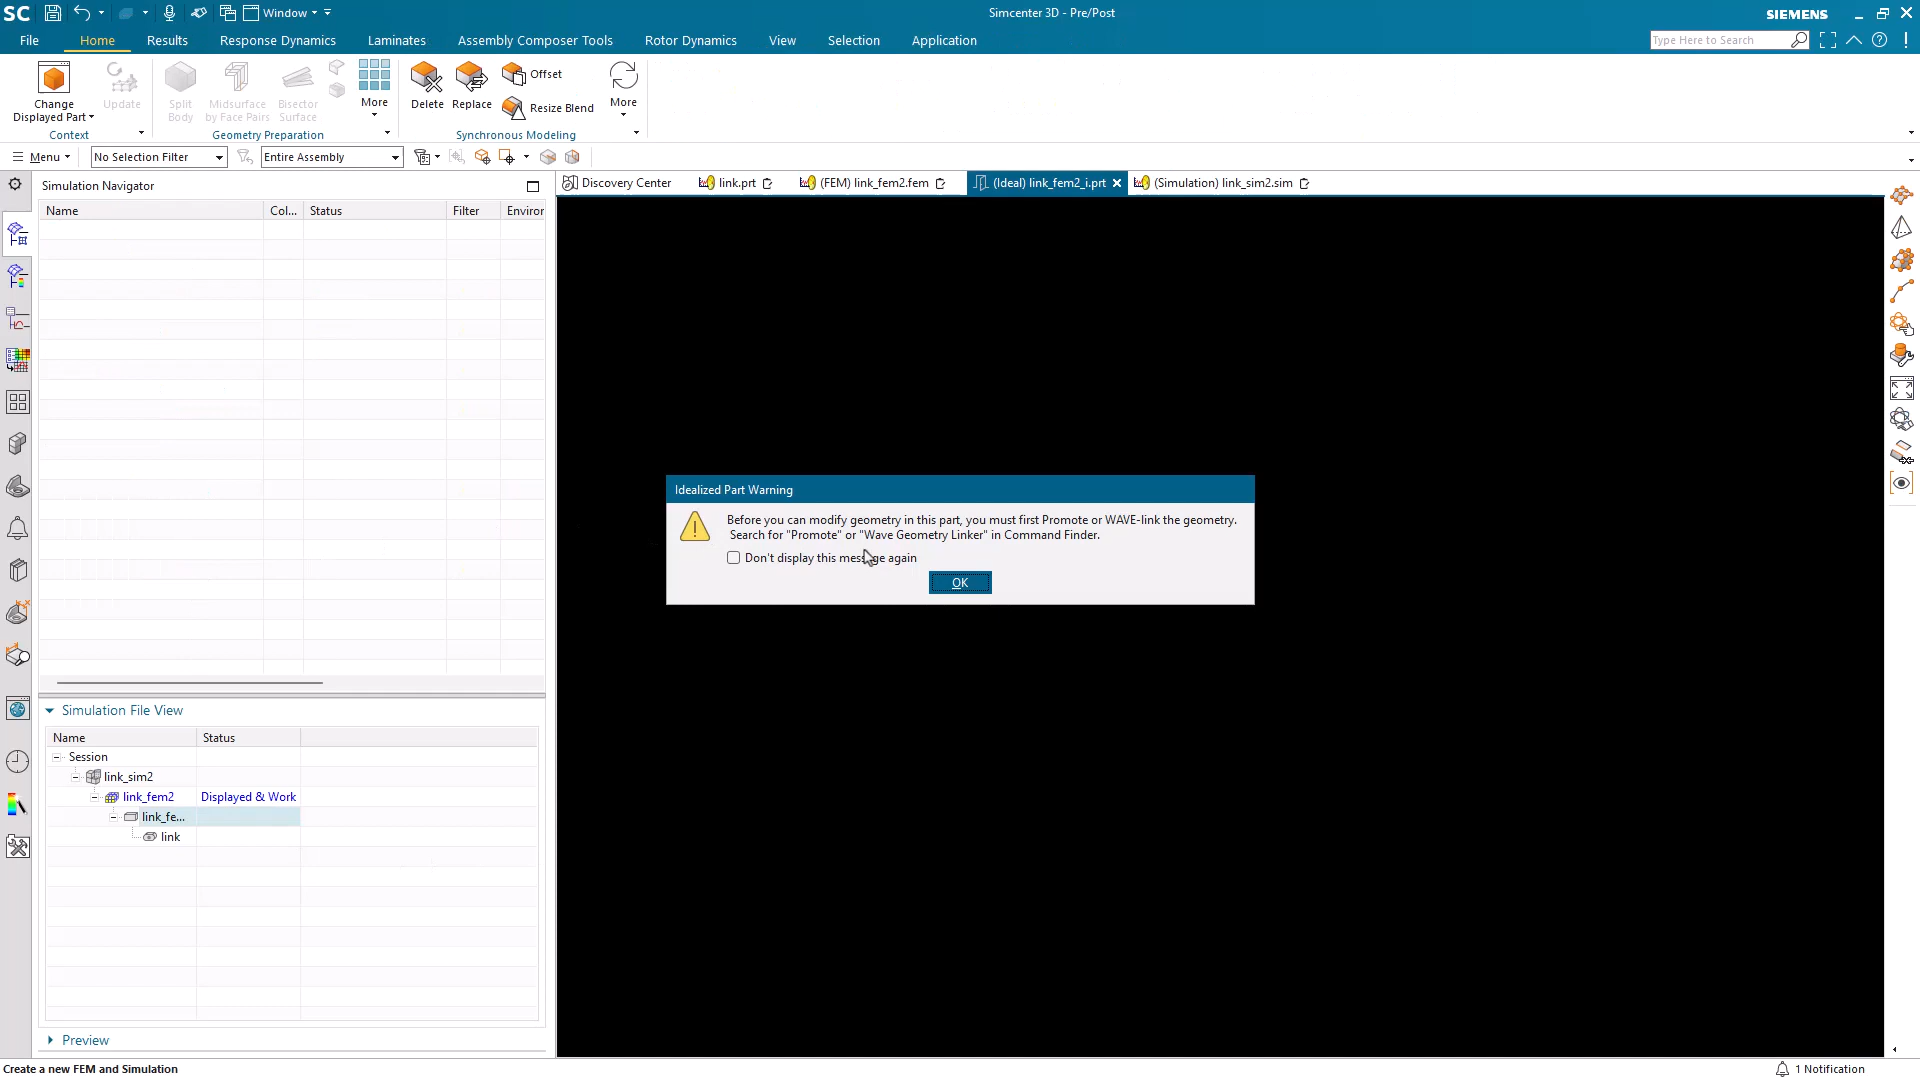 SC
Window
Simcenter 3D - Pre/Post
SIEMENS
File
Home
Results
Response Dynamics
Laminates
Assembly Composer Tools
Rotor Dynamics
View
Selection
Application
Type Here to Search
Change
Displayed Part
Update
Split
Body
Midsurface
by Face Pairs
Bisector
Surface
More
Delete
Replace
Offset
Resize Blend
More
Context
Geometry Preparation
Synchronous Modeling
Menu
No Selection Filter
Entire Assembly
Simulation Navigator
Discovery Center
link.prt
(FEM) link_fem2.fem
(Ideal) link_fem2_i.prt
(Simulation) link_sim2.sim
Name
Col...
Status
Filter
Environ
Idealized Part Warning
Before you can modify geometry in this part, you must first Promote or WAVE-link the geometry.
Search for "Promote" or "Wave Geometry Linker" in Command Finder.
Don't display this message again
OK
Simulation File View
Name
Status
Session
link_sim2
link_fem2
Displayed & Work
link_fe...
link
Preview
Create a new FEM and Simulation
1 Notification